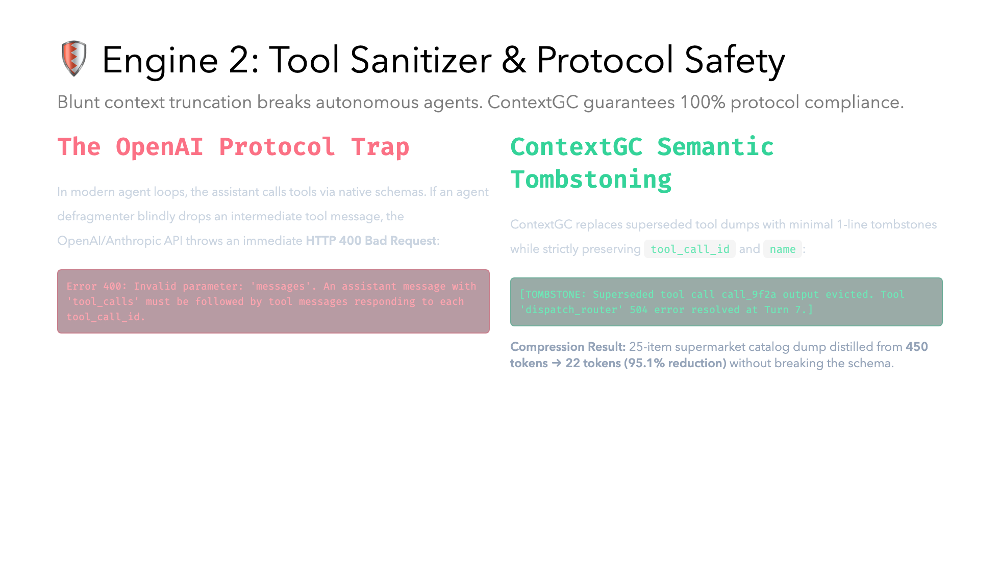 Engine 2: Tool Sanitizer & Protocol Safety
Blunt context truncation breaks autonomous agents. ContextGC guarantees 100% protocol compliance.
The OpenAI Protocol Trap
In modern agent loops, the assistant calls tools via native schemas. If an agent
defragmenter blindly drops an intermediate tool message, the
OpenAI/Anthropic API throws an immediate HTTP 400 Bad Request:
Error 400: Invalid parameter: 'messages'. An assistant message with
'tool_calls' must be followed by tool messages responding to each
tool_call_id.
ContextGC Semantic
Tombstoning
ContextGC replaces superseded tool dumps with minimal 1-line tombstones
while strictly preserving tool_call_id and name:
[TOMBSTONE: Superseded tool call call_9f2a output evicted. Tool
'dispatch_router' 504 error resolved at Turn 7.]
Compression Result: 25-item supermarket catalog dump distilled from 450
tokens → 22 tokens (95.1% reduction) without breaking the schema.